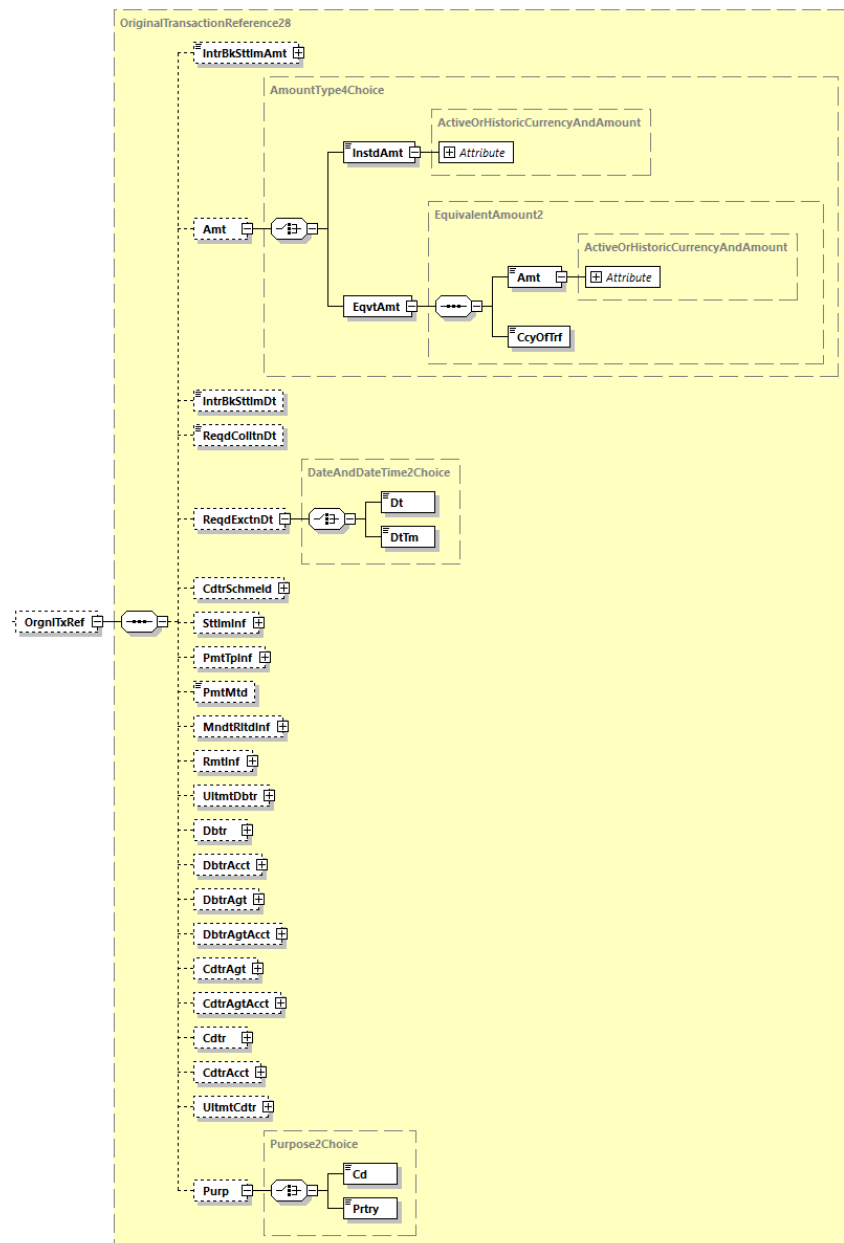 OriginalTransactionReference28
IntrBkSttlmAmt
AmountType4Choice
ActiveOrHistoricCurrencyAndAmount
InstdAmt
Attribute
EquivalentAmount2
ActiveOrHistoricCurrencyAndAmount
Amt
Amt
Attribute
EqvtAmt
CcyOfTrf
IntrBkSttlmDt
ReqdColltnDt
DateAndDateTime2Choice
Dt
ReqdExctnDt
DtTm
CdtrSchmeId
OrgnlTxRef
SttlmInf
PmtTpInf
PmtMtd
MndtRltdInf
RmtInf
UltmtDbtr
Dbtr
DbtrAcct
DbtrAgt
DbtrAgtAcct
CdtrAgt
CdtrAgtAcct
Cdtr
CdtrAcct
UltmtCdtr
Purpose2Choice
Cd
Purp
Prtry